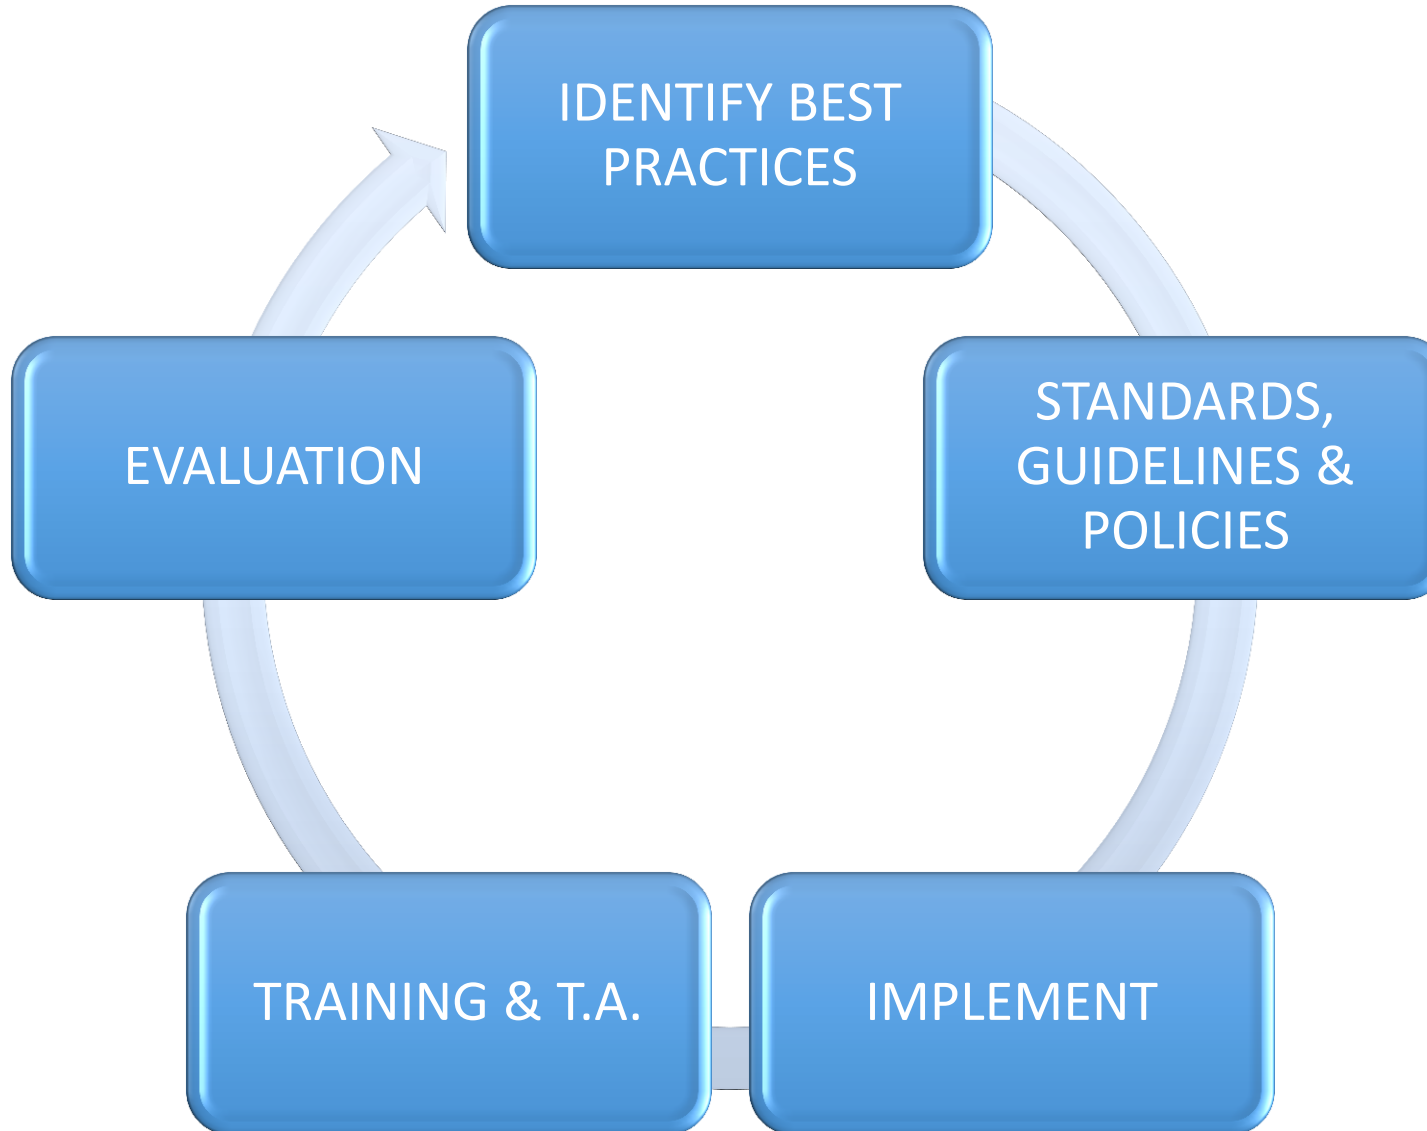 IDENTIFY BEST
PRACTICES
STANDARDS,
GUIDELINES &
POLICIES
IMPLEMENT
TRAINING & T.A.
EVALUATION